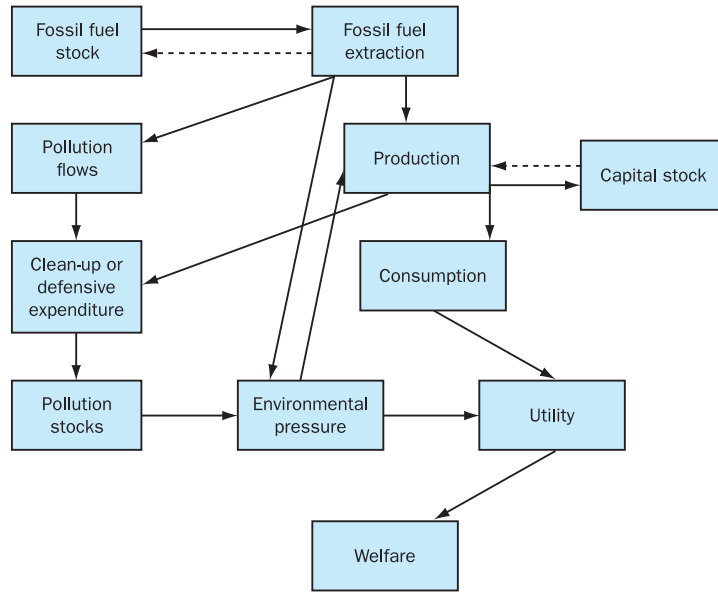 Fossil fuel
stock
Fossil fuel
extraction
Pollution
flows
Production
Capital stock
Clean-up or
defensive
expenditure
Consumption
Pollution
stocks
Environmental
pressure
Utility
Welfare